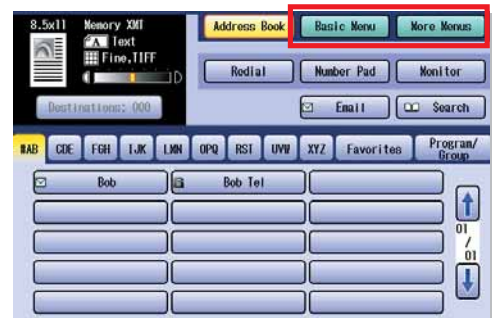 8.5x11 Memory XMT Address Book Basic Menu More Menus
A Text
Fine,TIFF
Redial Number Pad Monitor
D
Destinations: 000 Email Search
#AB CDE FGH IJK LMN OPQ RST UVW XYZ Favorites Program/
Group
Bob Bob Tel
01
/
01